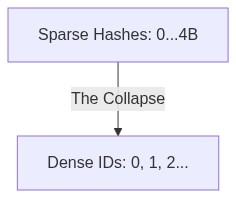 Sparse Hashes: 0...4B
The Collapse
Dense IDs: 0, 1, 2...